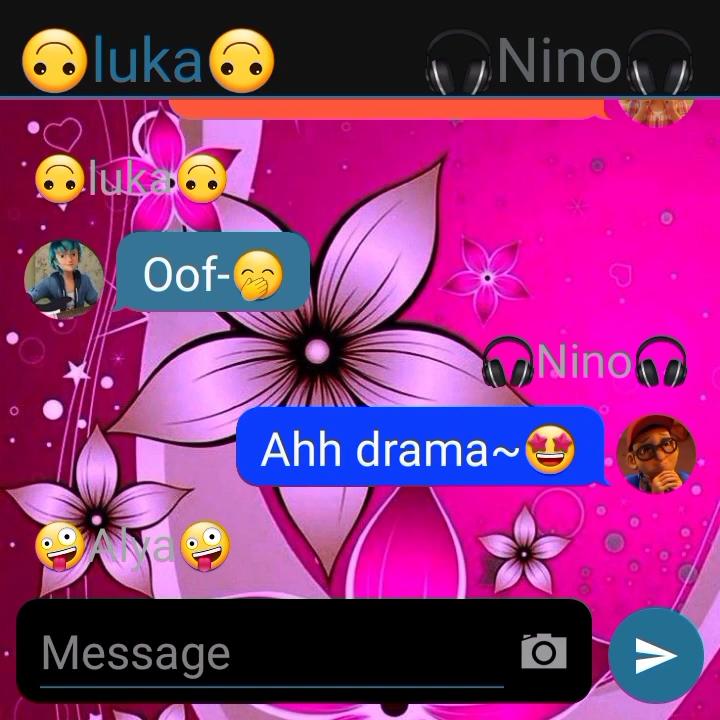 🙃luka🙃 🎧Nino🎧
🙃luka🙃
Oof-🤭
🎧Nino🎧
Ahh drama~🤩
🤪Alya🤪
Message